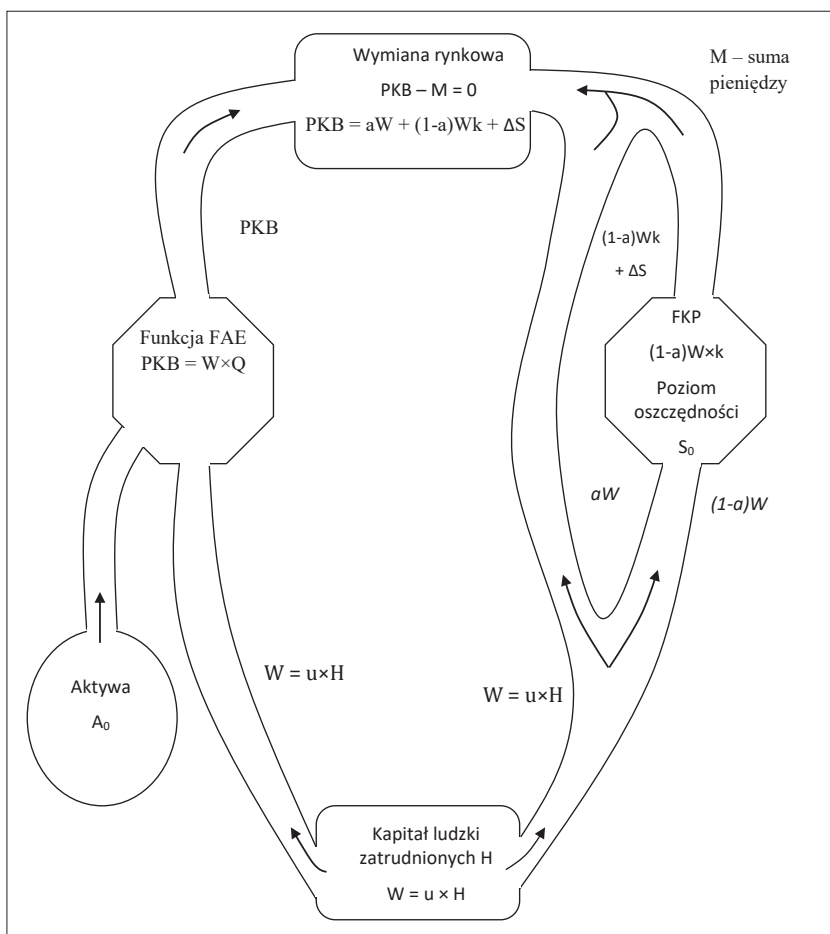 Wymiana rynkowa
PKB – M = 0
PKB = aW + (1-a)Wk + ΔS
M – suma
pieniędzy
PKB
(1-a)Wk
+ ΔS
Funkcja FAE
PKB = W×Q
FKP
(1-a)W×k
Poziom
oszczędności
S₀
aW
(1-a)W
W = u×H
W = u×H
Aktywa
A₀
Kapitał ludzki
zatrudnionych H
W = u × H